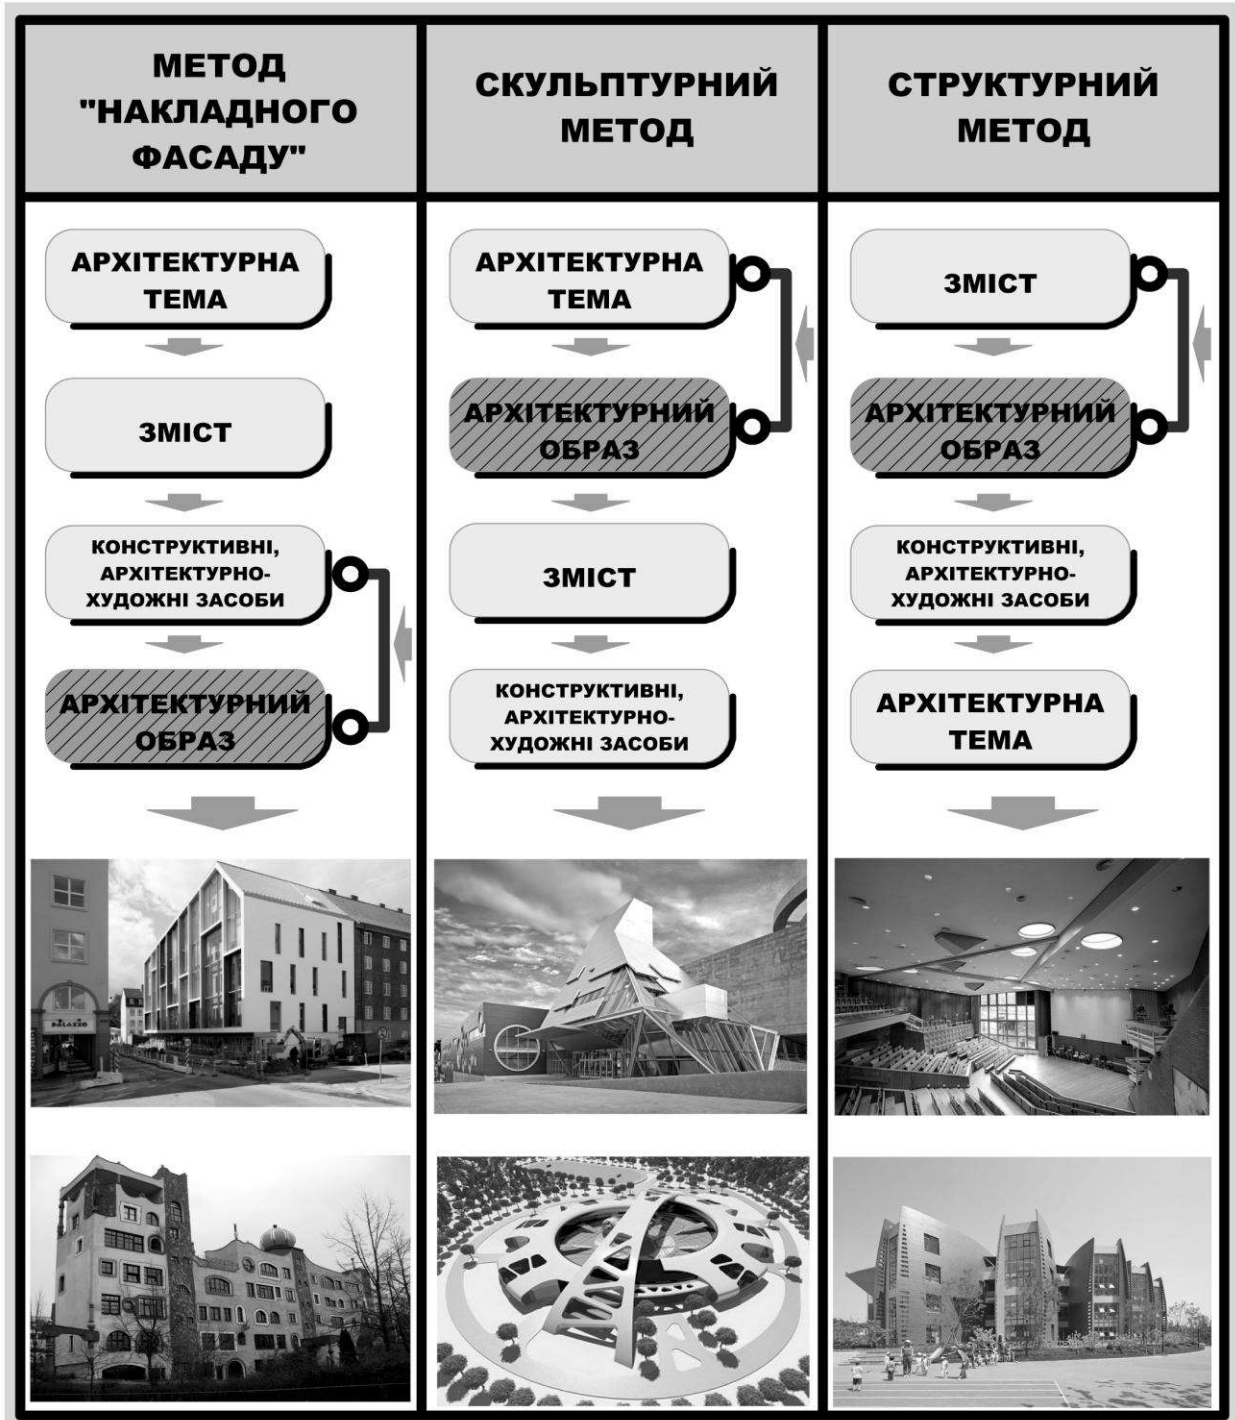 МЕТОД
"НАКЛАДНОГО
ФАСАДУ"
СКУЛЬПТУРНИЙ
МЕТОД
СТРУКТУРНИЙ
МЕТОД
АРХІТЕКТУРНА
ТЕМА
ЗМІСТ
КОНСТРУКТИВНІ,
АРХІТЕКТУРНО-
ХУДОЖНІ ЗАСОБИ
АРХІТЕКТУРНИЙ
ОБРАЗ
PALAZZO
АРХІТЕКТУРНА
ТЕМА
АРХІТЕКТУРНИЙ
ОБРАЗ
ЗМІСТ
КОНСТРУКТИВНІ,
АРХІТЕКТУРНО-
ХУДОЖНІ ЗАСОБИ
ЗМІСТ
АРХІТЕКТУРНИЙ
ОБРАЗ
КОНСТРУКТИВНІ,
АРХІТЕКТУРНО-
ХУДОЖНІ ЗАСОБИ
АРХІТЕКТУРНА
ТЕМА